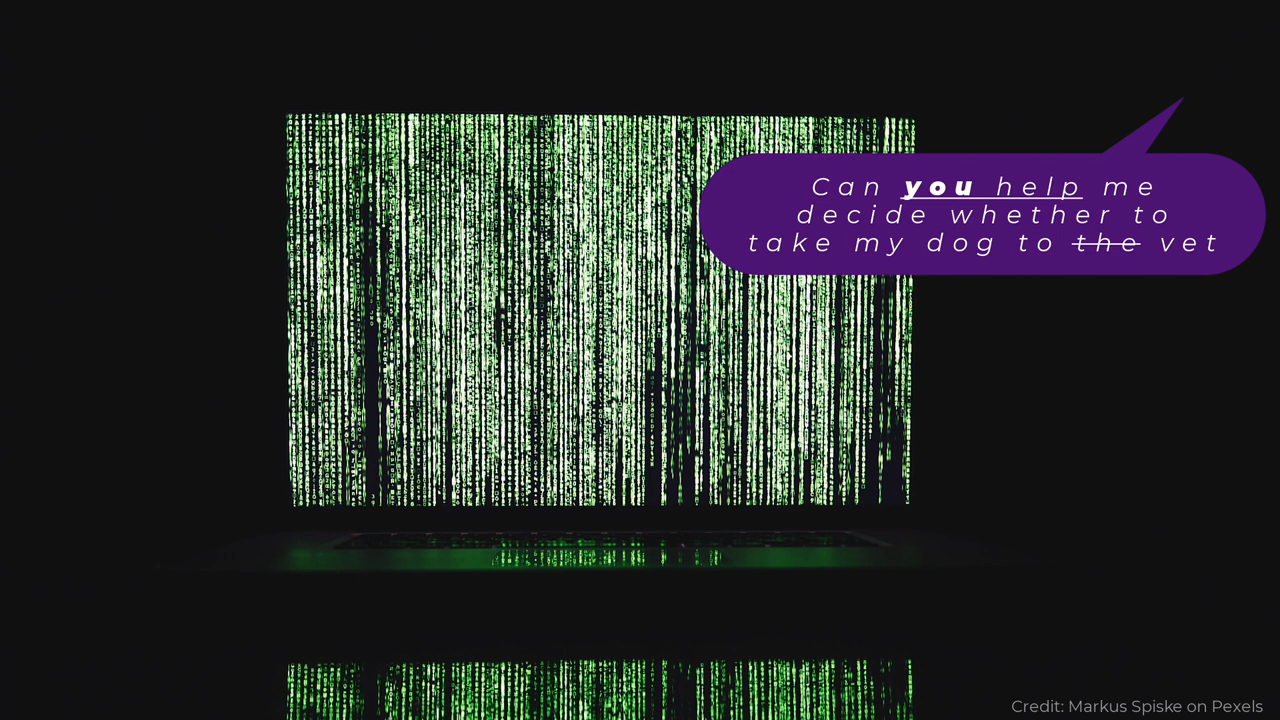 Can you help me
decide whether to
take my dog to the vet
Credit: Markus Spiske on Pexels